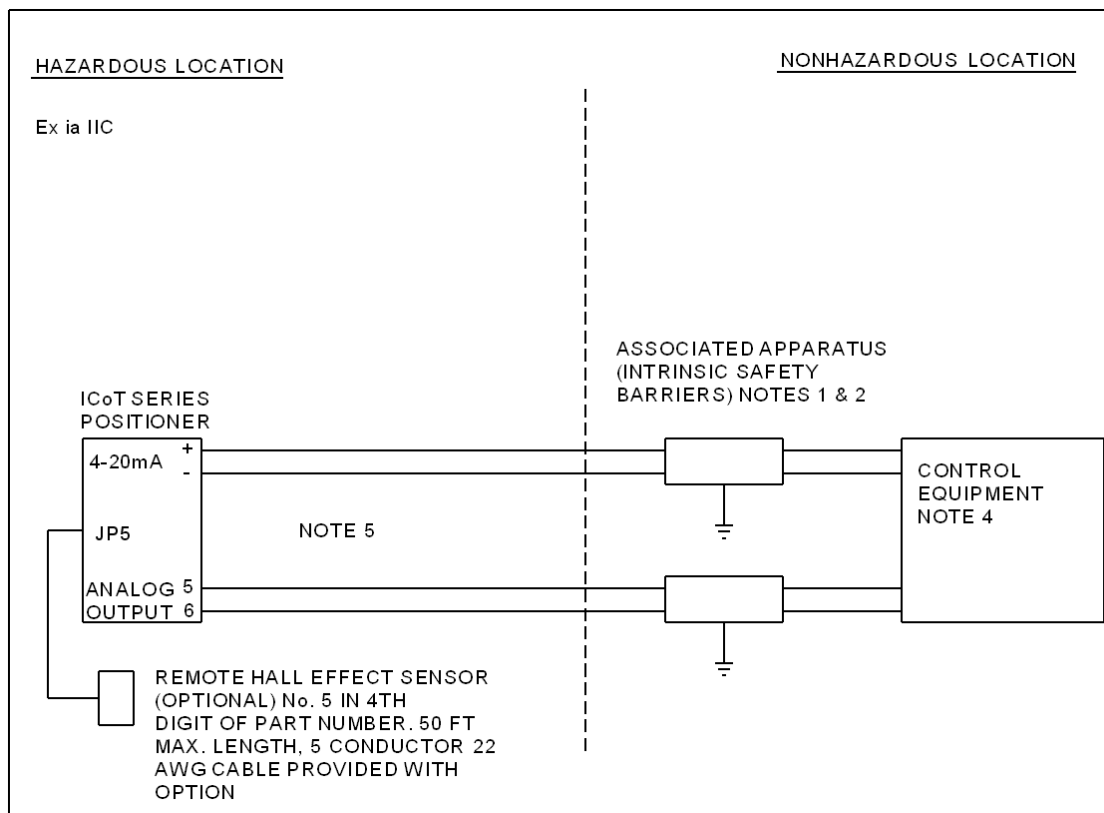 HAZARDOUS LOCATION
NONHAZARDOUS LOCATION
Ex ia IIC
ASSOCIATED APPARATUS
(INTRINSIC SAFETY
BARRIERS) NOTES 1 & 2
ICoT SERIES
POSITIONER
4-20mA
+
-
JP5
NOTE 5
CONTROL
EQUIPMENT
NOTE 4
ANALOG 5
OUTPUT 6
REMOTE HALL EFFECT SENSOR
(OPTIONAL) No. 5 IN 4TH
DIGIT OF PART NUMBER. 50 FT
MAX. LENGTH, 5 CONDUCTOR 22
AWG CABLE PROVIDED WITH
OPTION